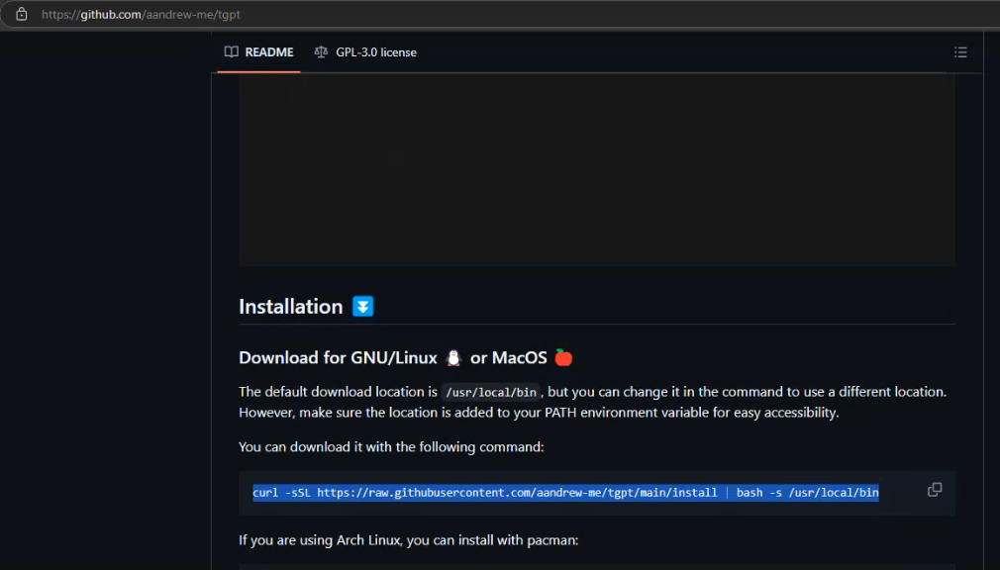 https://github.com/aandrew-me/tgpt
README
GPL-3.0 license
Installation ⏬
Download for GNU/Linux 🐧 or MacOS 🍎
The default download location is /usr/local/bin, but you can change it in the command to use a different location.
However, make sure the location is added to your PATH environment variable for easy accessibility.
You can download it with the following command:
curl -sSL https://raw.githubusercontent.com/aandrew-me/tgpt/main/install | bash -s /usr/local/bin
If you are using Arch Linux, you can install with pacman: